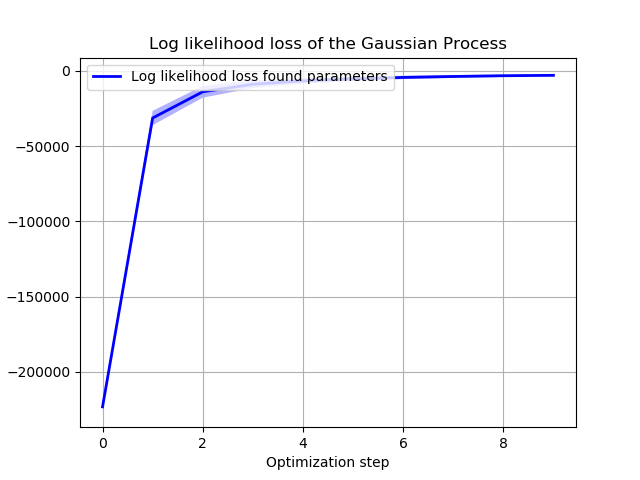 Log likelihood loss of the Gaussian Process
Log likelihood loss found parameters
0
−50000
−100000
−150000
−200000
0 2 4 6 8
Optimization step